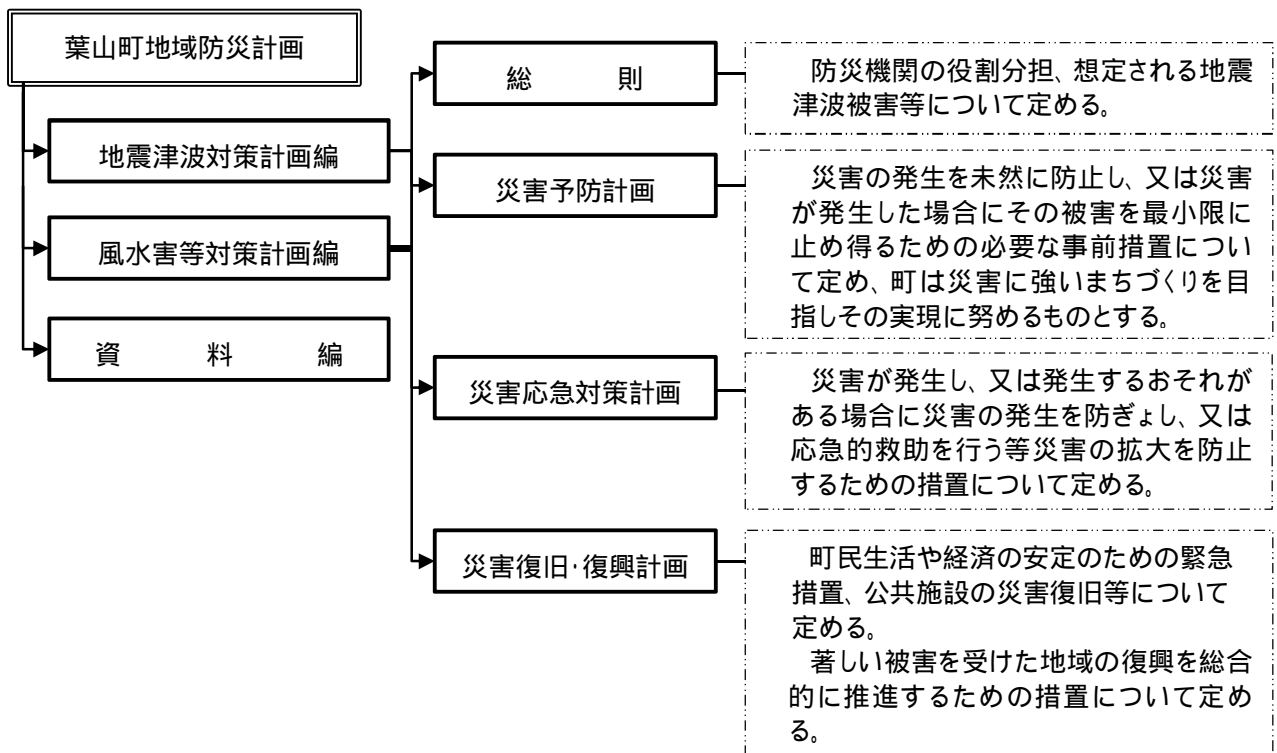 葉山町地域防災計画
地震津波対策計画編
風水害等対策計画編
資料編
総則
防災機関の役割分担、想定される地震
津波被害等について定める。
災害予防計画
災害の発生を未然に防止し、又は災害
が発生した場合にその被害を最小限に
止め得るための必要な事前措置につい
て定め、町は災害に強いまちづくりを目
指しその実現に努めるものとする。
災害応急対策計画
災害が発生し、又は発生するおそれが
ある場合に災害の発生を防ぎょし、又は
応急的救助を行う等災害の拡大を防止
するための措置について定める。
災害復旧・復興計画
町民生活や経済の安定のための緊急
措置、公共施設の災害復旧等について
定める。
著しい被害を受けた地域の復興を総合
的に推進するための措置について定め
る。